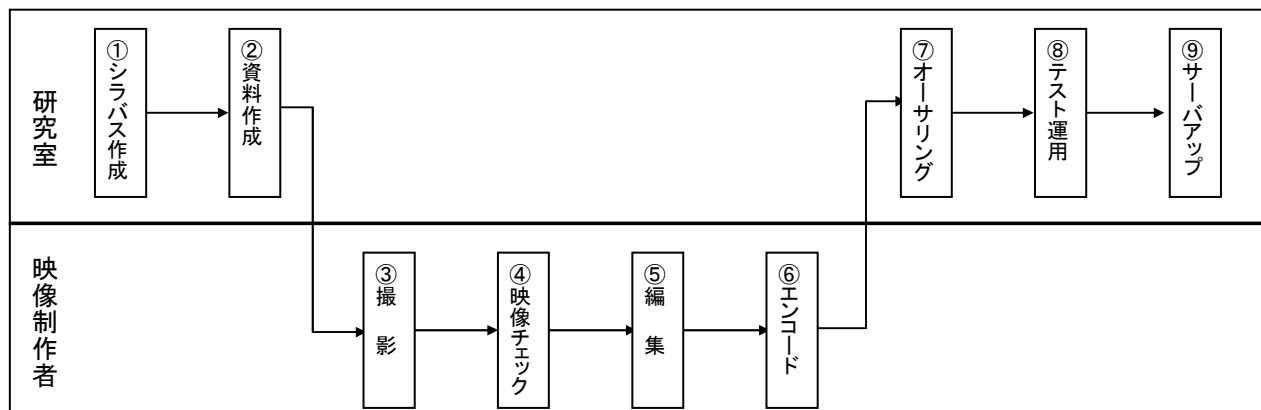 研究室
①シラバス作成
②資料作成
⑦オーサリング
⑧テスト運用
⑨サーバアップ
映像制作者
③撮　影
④映像チェック
⑤編　集
⑥エンコード